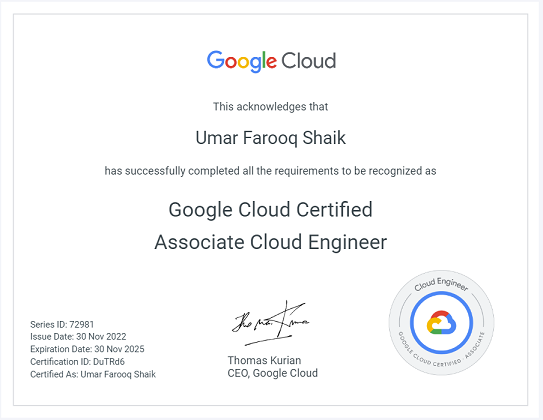 Google Cloud
This acknowledges that
Umar Farooq Shaik
has successfully completed all the requirements to be recognized as
Google Cloud Certified
Associate Cloud Engineer
Series ID: 72981
Issue Date: 30 Nov 2022
Expiration Date: 30 Nov 2025
Certification ID: DuTRd6
Certified As: Umar Farooq Shaik
Thomas Kurian
Thomas Kurian
CEO, Google Cloud
Cloud Engineer
GOOGLE CLOUD CERTIFIED · ASSOCIATE